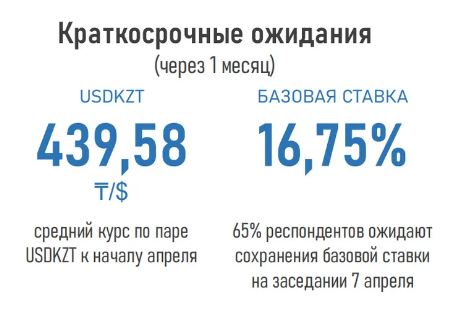 Краткосрочные ожидания
(через 1 месяц)
USDKZT
439,58
₸/$
средний курс по паре
USDKZT к началу апреля
БАЗОВАЯ СТАВКА
16,75%
65% респондентов ожидают
сохранения базовой ставки
на заседании 7 апреля